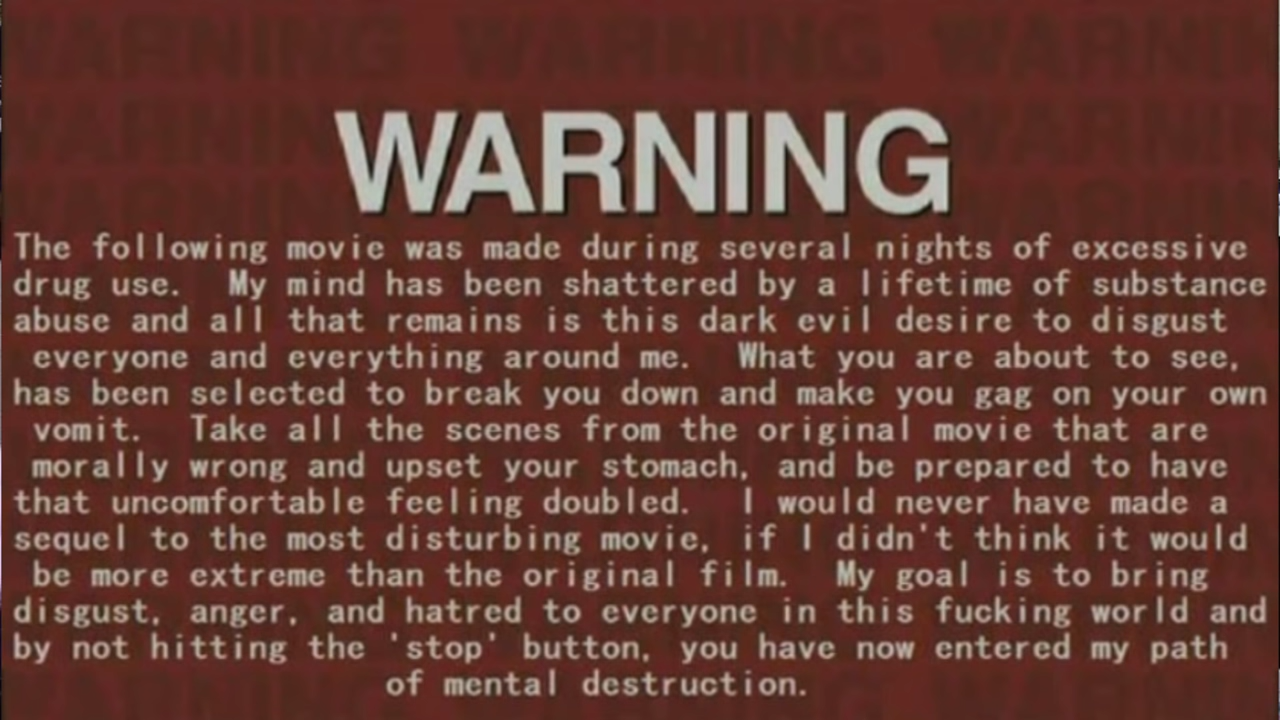 WARNING WARNING WARNIN
WARNING
The following movie was made during several nights of excessive
drug use. My mind has been shattered by a lifetime of substance
abuse and all that remains is this dark evil desire to disgust
everyone and everything around me. What you are about to see,
has been selected to break you down and make you gag on your own
vomit. Take all the scenes from the original movie that are
morally wrong and upset your stomach, and be prepared to have
that uncomfortable feeling doubled. I would never have made a
sequel to the most disturbing movie, if I didn't think it would
be more extreme than the original film. My goal is to bring
disgust, anger, and hatred to everyone in this fucking world and
by not hitting the 'stop' button, you have now entered my path
of mental destruction.